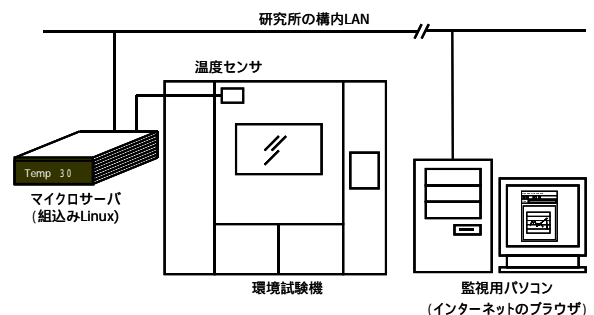 研究所の構内LAN
温度センサ
Temp 30
マイクロサーバ
(組込みLinux)
環境試験機
監視用パソコン
(インターネットのブラウザ)